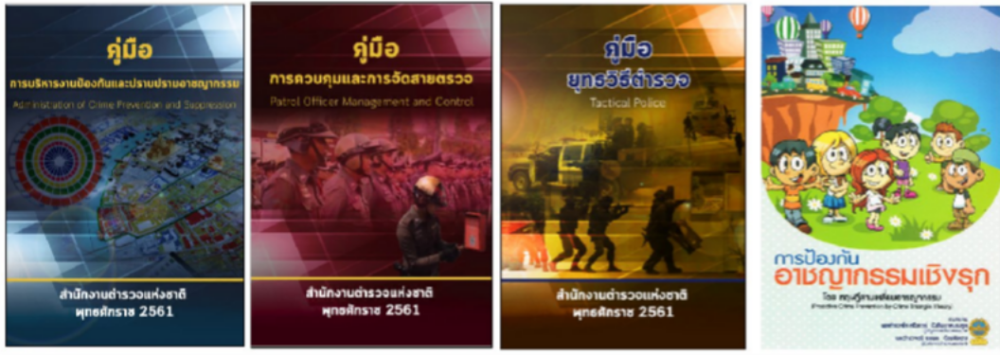 คู่มือ
การบริหารงานป้องกันและปราบปรามอาชญากรรม
Administration of Crime Prevention and Suppression
สำนักงานตำรวจแห่งชาติ
พุทธศักราช 2561
คู่มือ
การควบคุมและการจัดสายตรวจ
Patrol Officer Management and Control
สำนักงานตำรวจแห่งชาติ
พุทธศักราช 2561
คู่มือ
ยุทธวิธีตำรวจ
Tactical Police
สำนักงานตำรวจแห่งชาติ
พุทธศักราช 2561
การป้องกัน
อาชญากรรมเชิงรุก